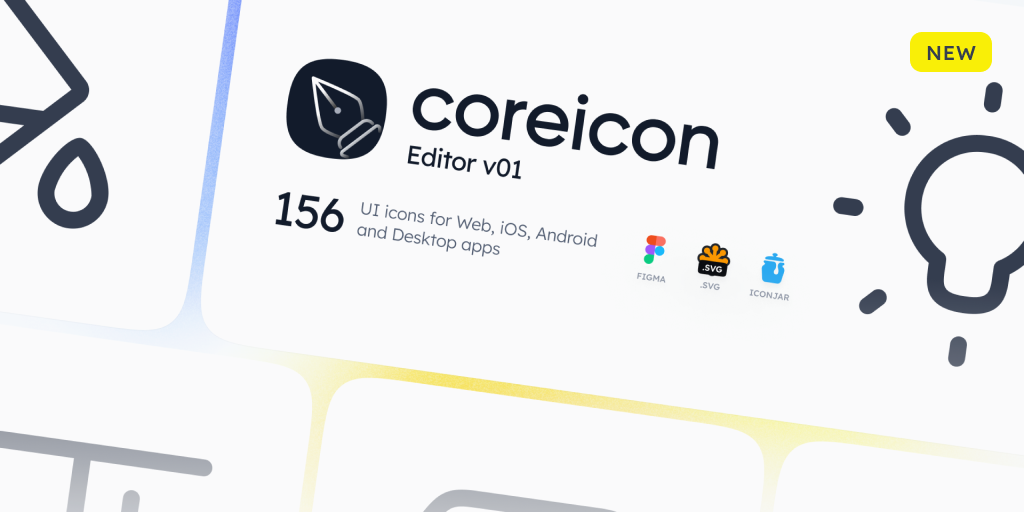 NEW
coreicon
Editor v01
156
UI icons for Web, iOS, Android
and Desktop apps
FIGMA
.SVG
.SVG
ICONJAR